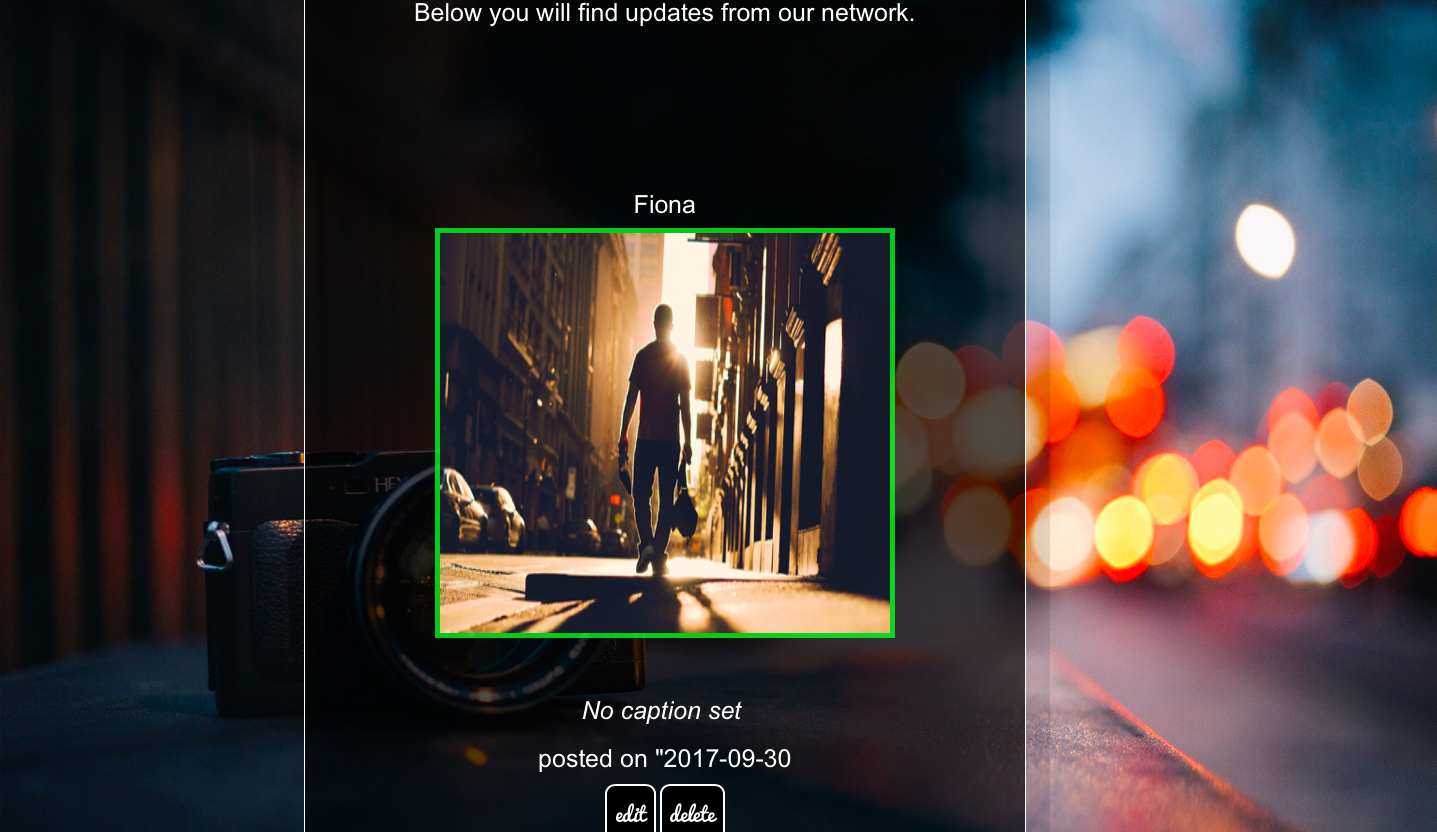 Below you will find updates from our network.
Fiona
No caption set
posted on "2017-09-30
edit delete